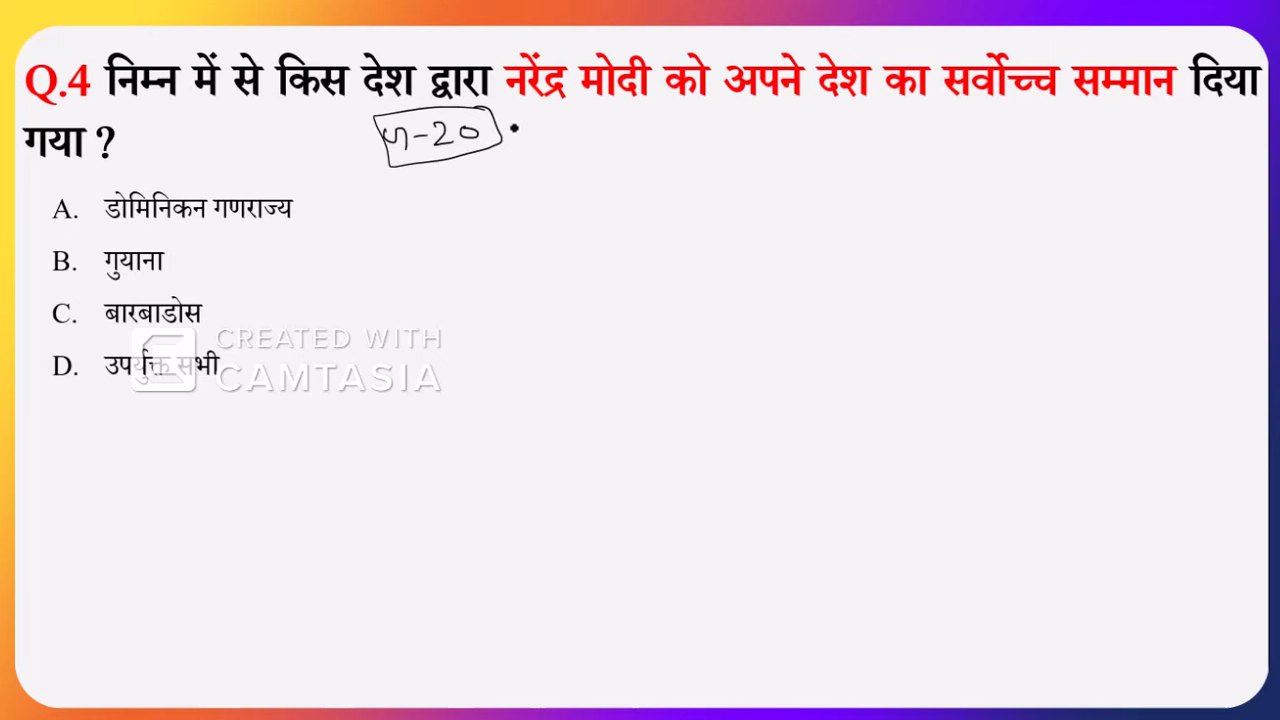 Q.4 निम्न में से किस देश द्वारा नरेंद्र मोदी को अपने देश का सर्वोच्च सम्मान दिया
गया ?
G-20
A. डोमिनिकन गणराज्य
B. गुयाना
C. बारबाडोस
D. उपर्युक्त सभी
CREATED WITH
CAMTASIA